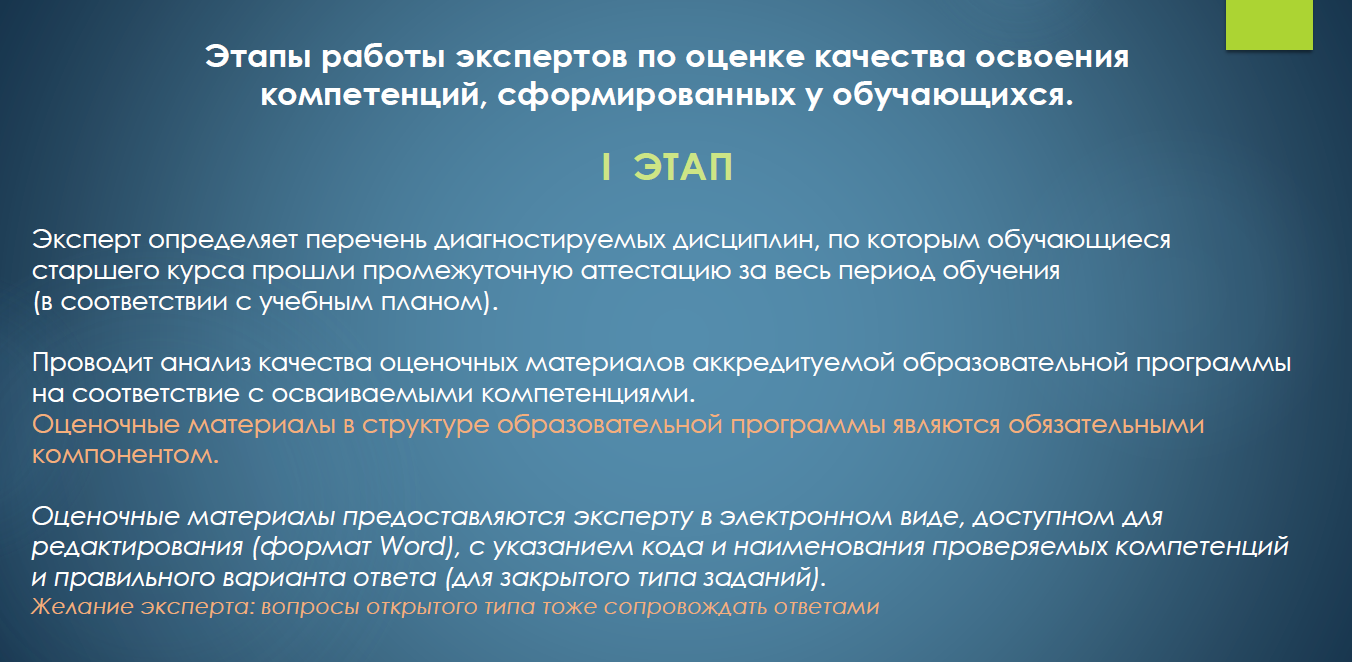 Этапы работы экспертов по оценке качества освоения
компетенций, сформированных у обучающихся.
I ЭТАП
Эксперт определяет перечень диагностируемых дисциплин, по которым обучающиеся
старшего курса прошли промежуточную аттестацию за весь период обучения
(в соответствии с учебным планом).
Проводит анализ качества оценочных материалов аккредитуемой образовательной программы
на соответствие с осваиваемыми компетенциями.
Оценочные материалы в структуре образовательной программы являются обязательными
компонентом.
Оценочные материалы предоставляются эксперту в электронном виде, доступном для
редактирования (формат Word), с указанием кода и наименования проверяемых компетенций
и правильного варианта ответа (для закрытого типа заданий).
Желание эксперта: вопросы открытого типа тоже сопровождать ответами